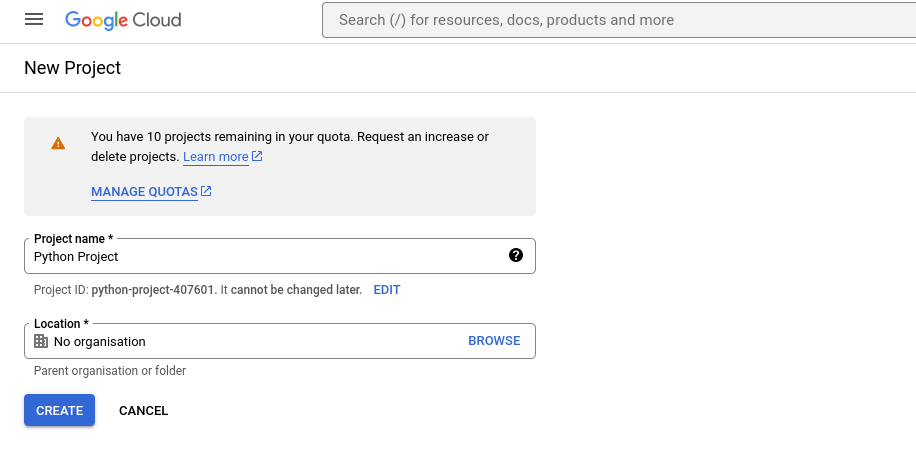 Google Cloud
Search (/) for resources, docs, products and more
New Project
You have 10 projects remaining in your quota. Request an increase or
delete projects. Learn more
MANAGE QUOTAS
Project name *
Python Project
Project ID: python-project-407601. It cannot be changed later. EDIT
Location *
No organisation BROWSE
Parent organisation or folder
CREATE CANCEL